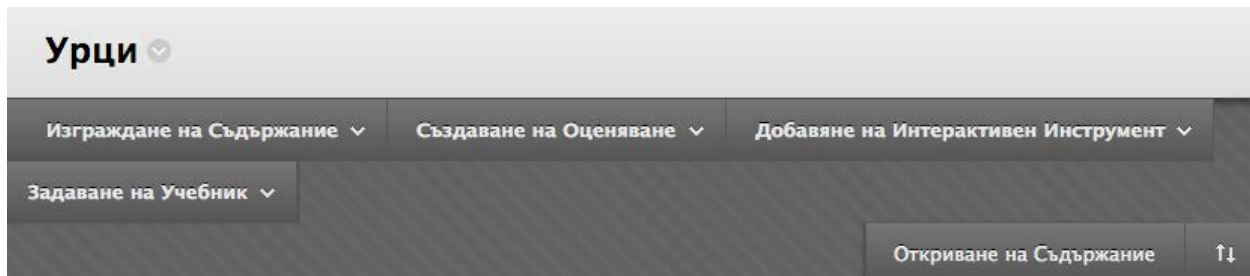 Урци
Изграждане на Съдържание Създаване на Оценяване Добавяне на Интерактивен Инструмент
Задаване на Учебник
Откриване на Съдържание